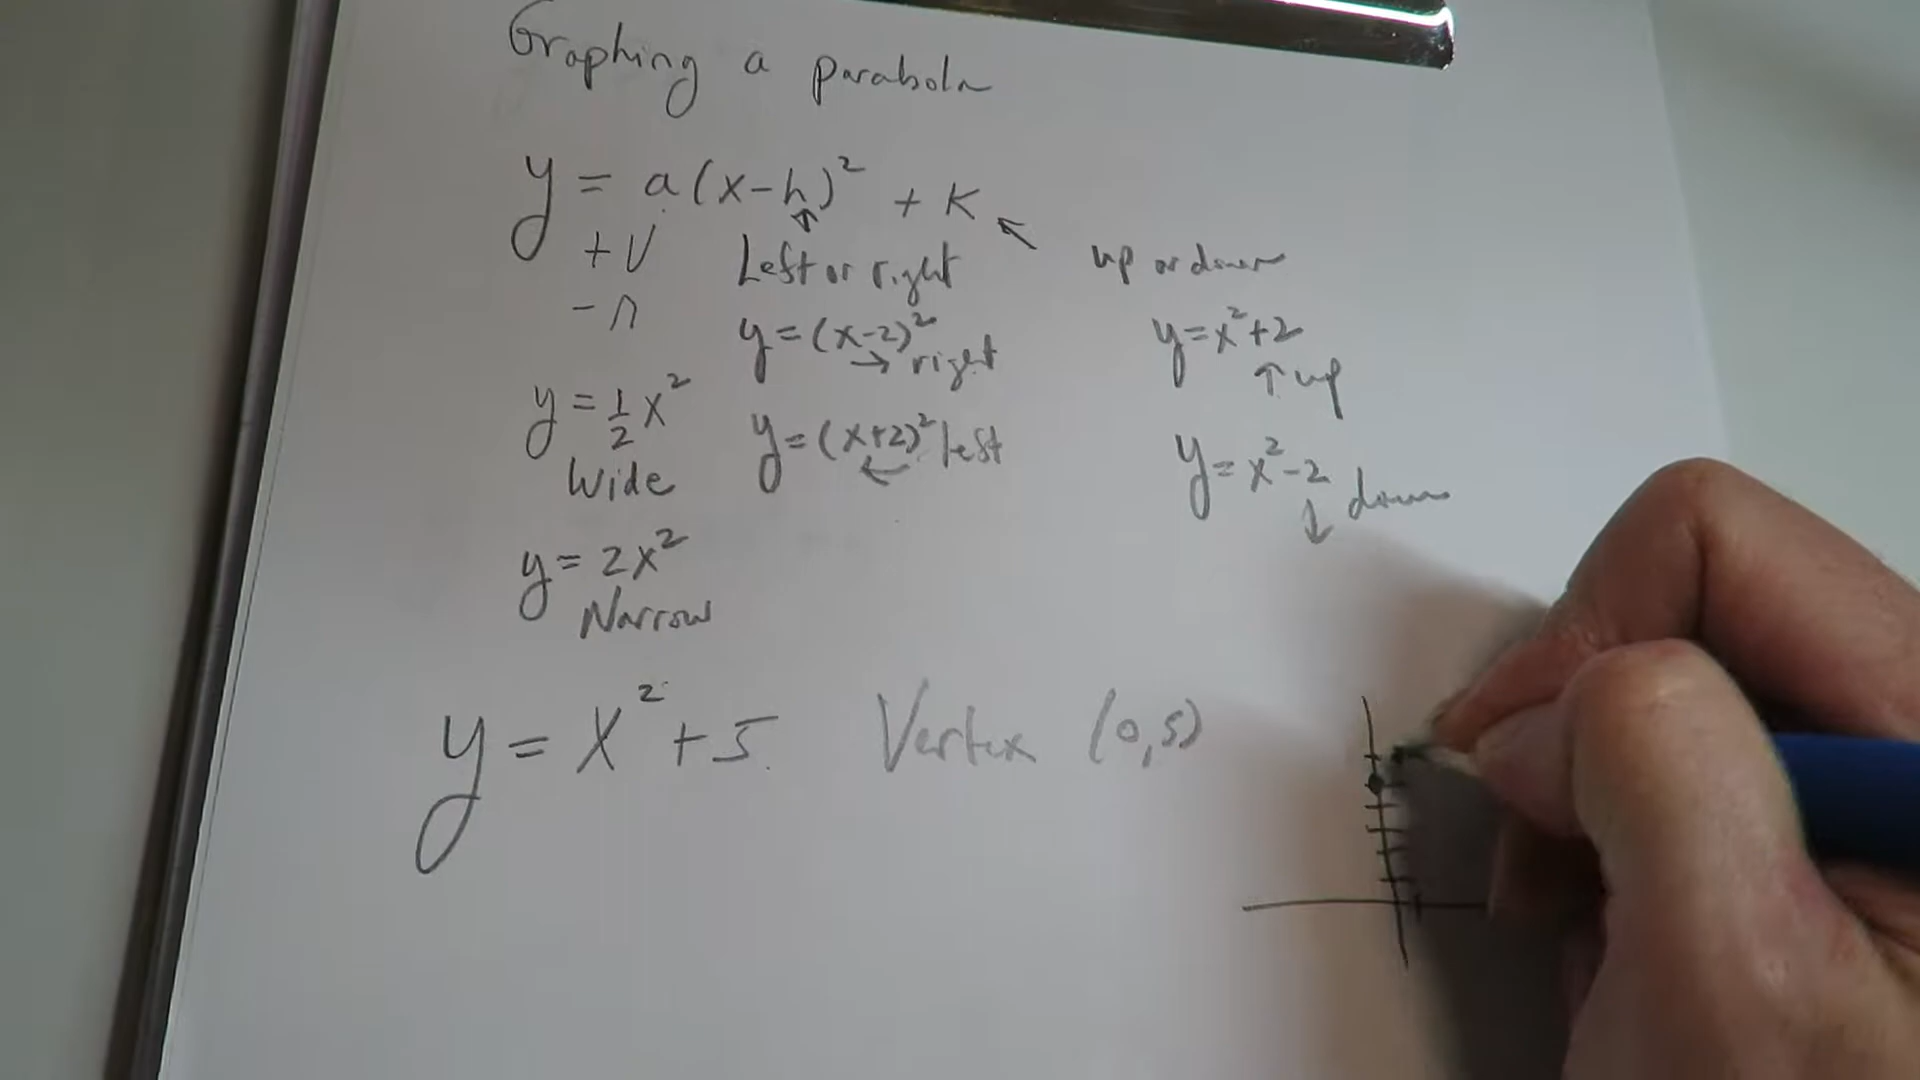 Graphing a parabola
y = a(x-h)² + K
+ V
- ∩
Left or right
y=(x-2)²
→ right
y=(x+2)² left
←
up or down
y=x²+2
↑ up
y=x²-2
↓ down
y=½x²
Wide
y=2x²
Narrow
y = x²+5 Vertex (0,5)